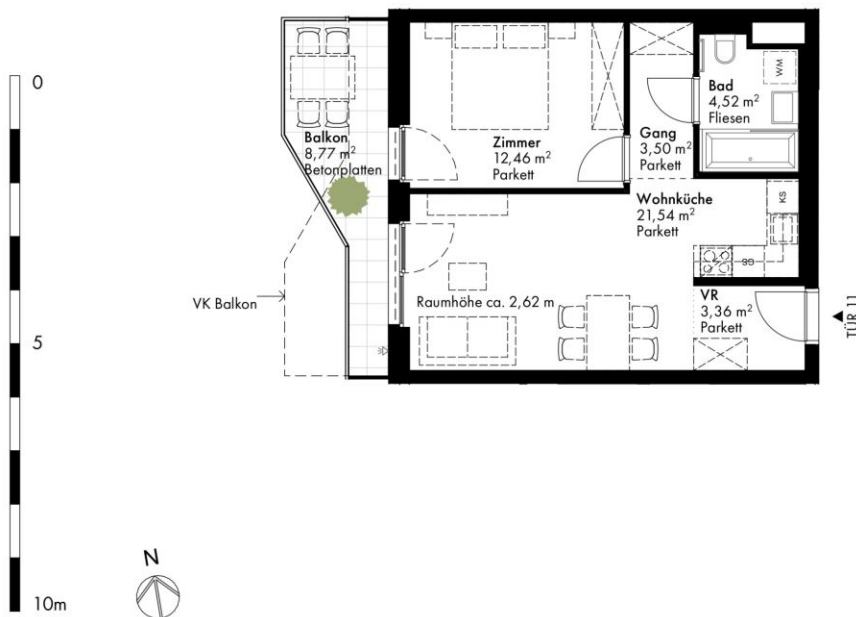 0
5
10m
N
VK Balkon
Balkon
8,77 m²
Betonplatten
Zimmer
12,46 m²
Parkett
Gang
3,50 m²
Parkett
Bad
4,52 m²
Fliesen
WM
Wohnküche
21,54 m²
Parkett
KS
GS
Raumhöhe ca. 2,62 m
VR
3,36 m²
Parkett
TÜR 11